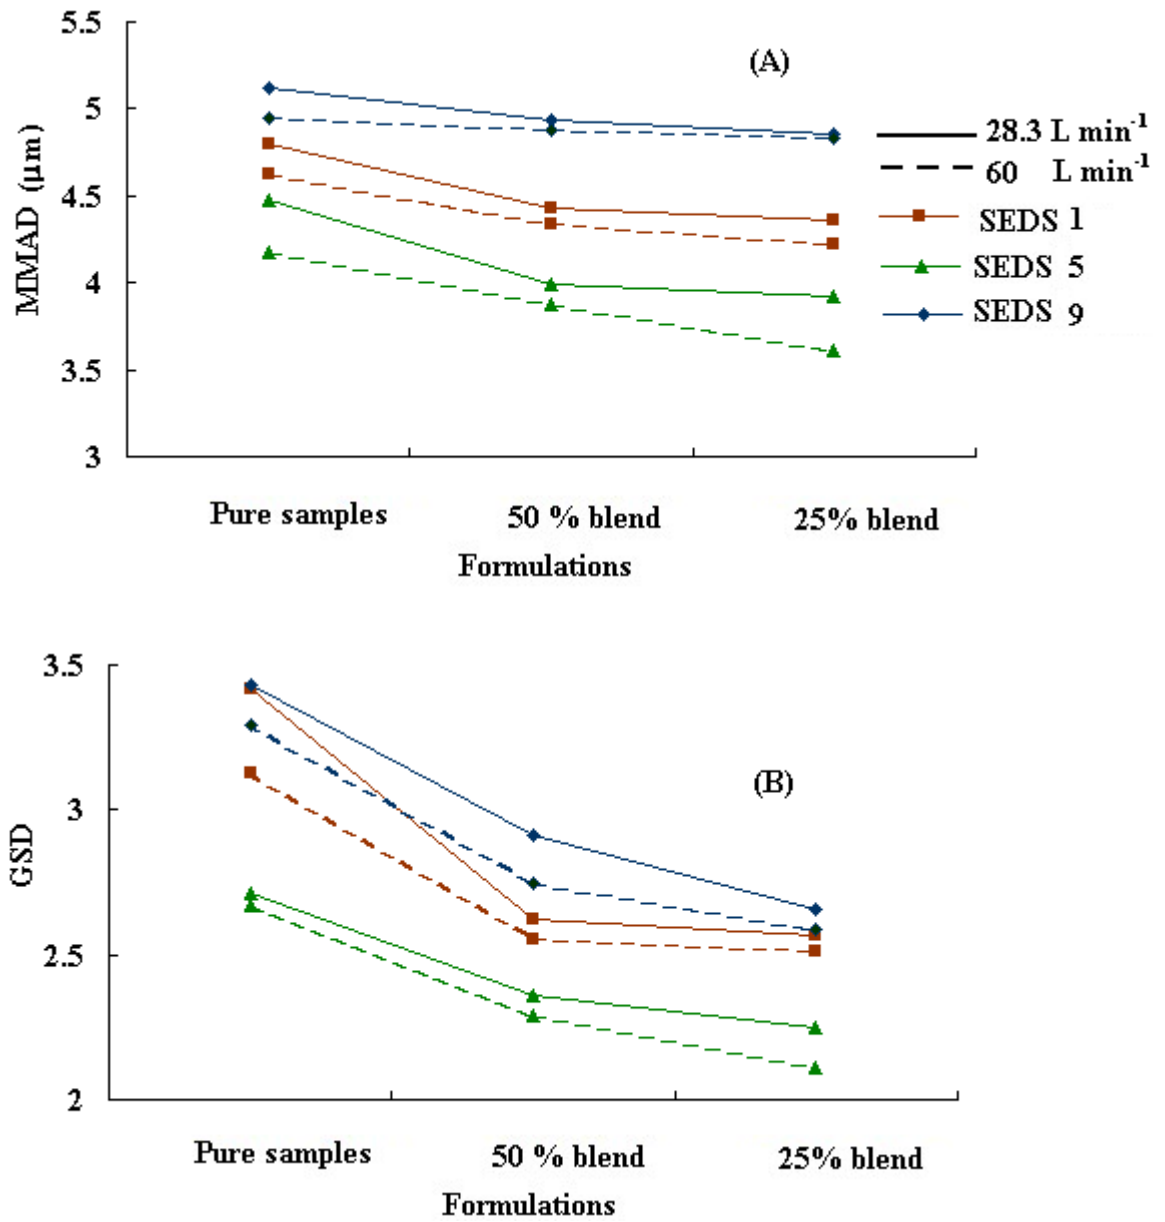 5.5
(A)
5
28.3 L min⁻¹
60 L min⁻¹
4.5
SEDS 1
MMAD (µm)
4
SEDS 5
SEDS 9
3.5
3
Pure samples 50 % blend 25% blend
Formulations
3.5
3
(B)
GSD
2.5
2
Pure samples 50 % blend 25% blend
Formulations